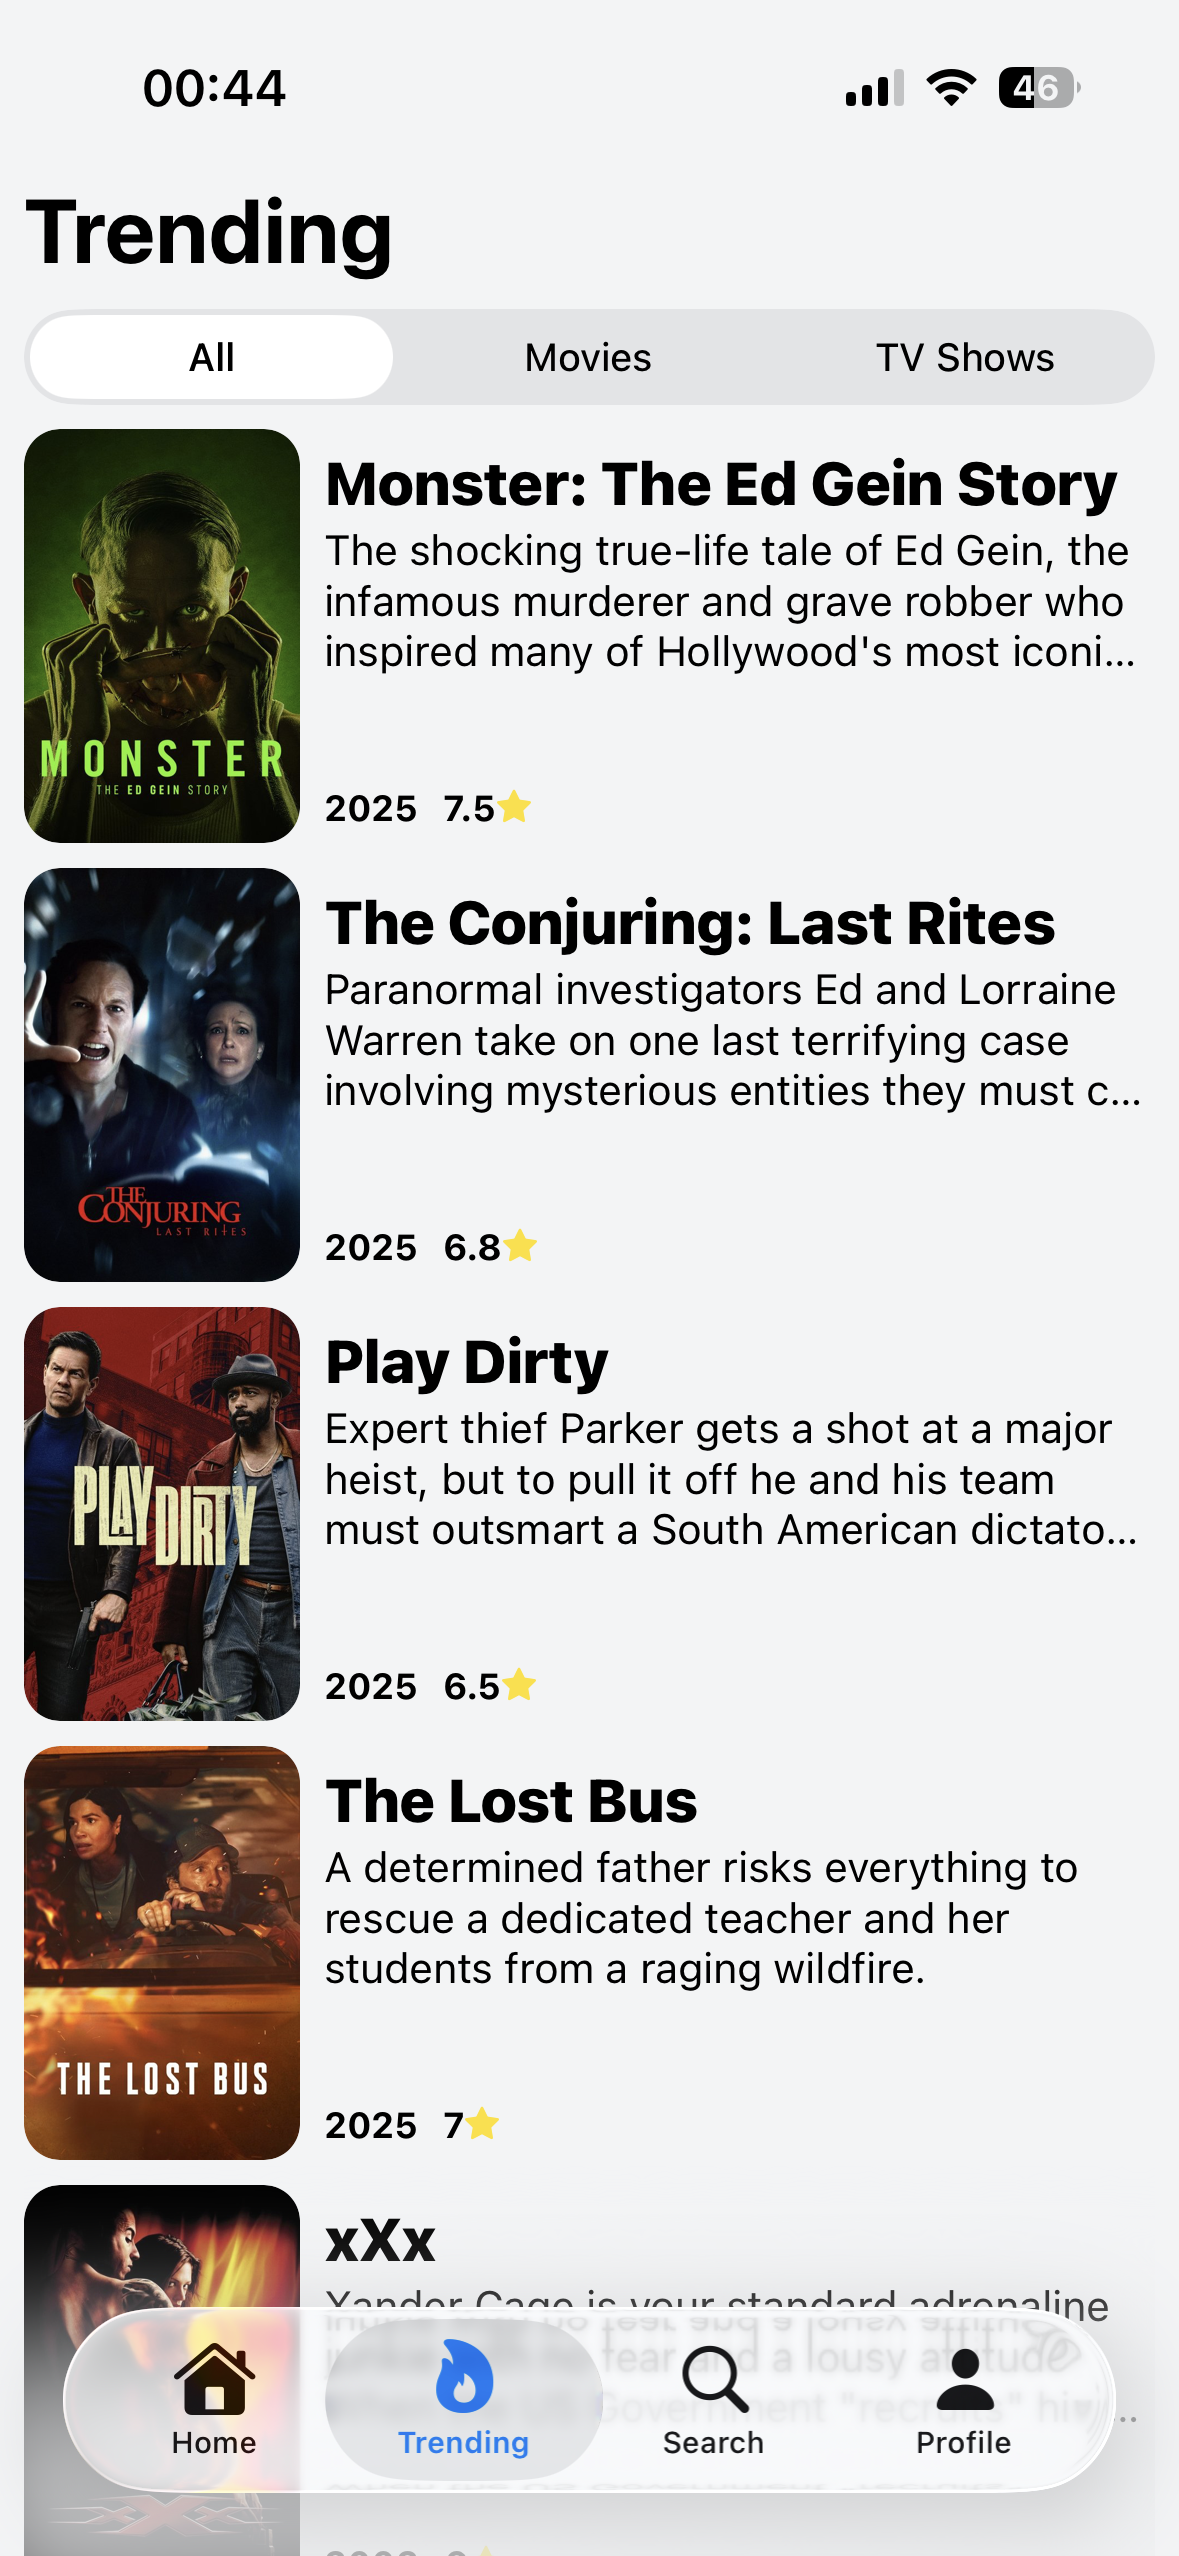 00:44
46
Trending
All Movies TV Shows
Monster: The Ed Gein Story
The shocking true-life tale of Ed Gein, the
infamous murderer and grave robber who
inspired many of Hollywood's most iconi...
2025 7.5
MONSTER
THE ED GEIN STORY
The Conjuring: Last Rites
Paranormal investigators Ed and Lorraine
Warren take on one last terrifying case
involving mysterious entities they must c...
2025 6.8
THE
CONJURING
LAST RITES
Play Dirty
Expert thief Parker gets a shot at a major
heist, but to pull it off he and his team
must outsmart a South American dictato...
2025 6.5
PLAY DIRTY
The Lost Bus
A determined father risks everything to
rescue a dedicated teacher and her
students from a raging wildfire.
2025 7
THE LOST BUS
xXx
Xander Cage is your standard adrenaline
fear and a lousy attitude
Government "recruits" hi...
xXx
Home Trending Search Profile